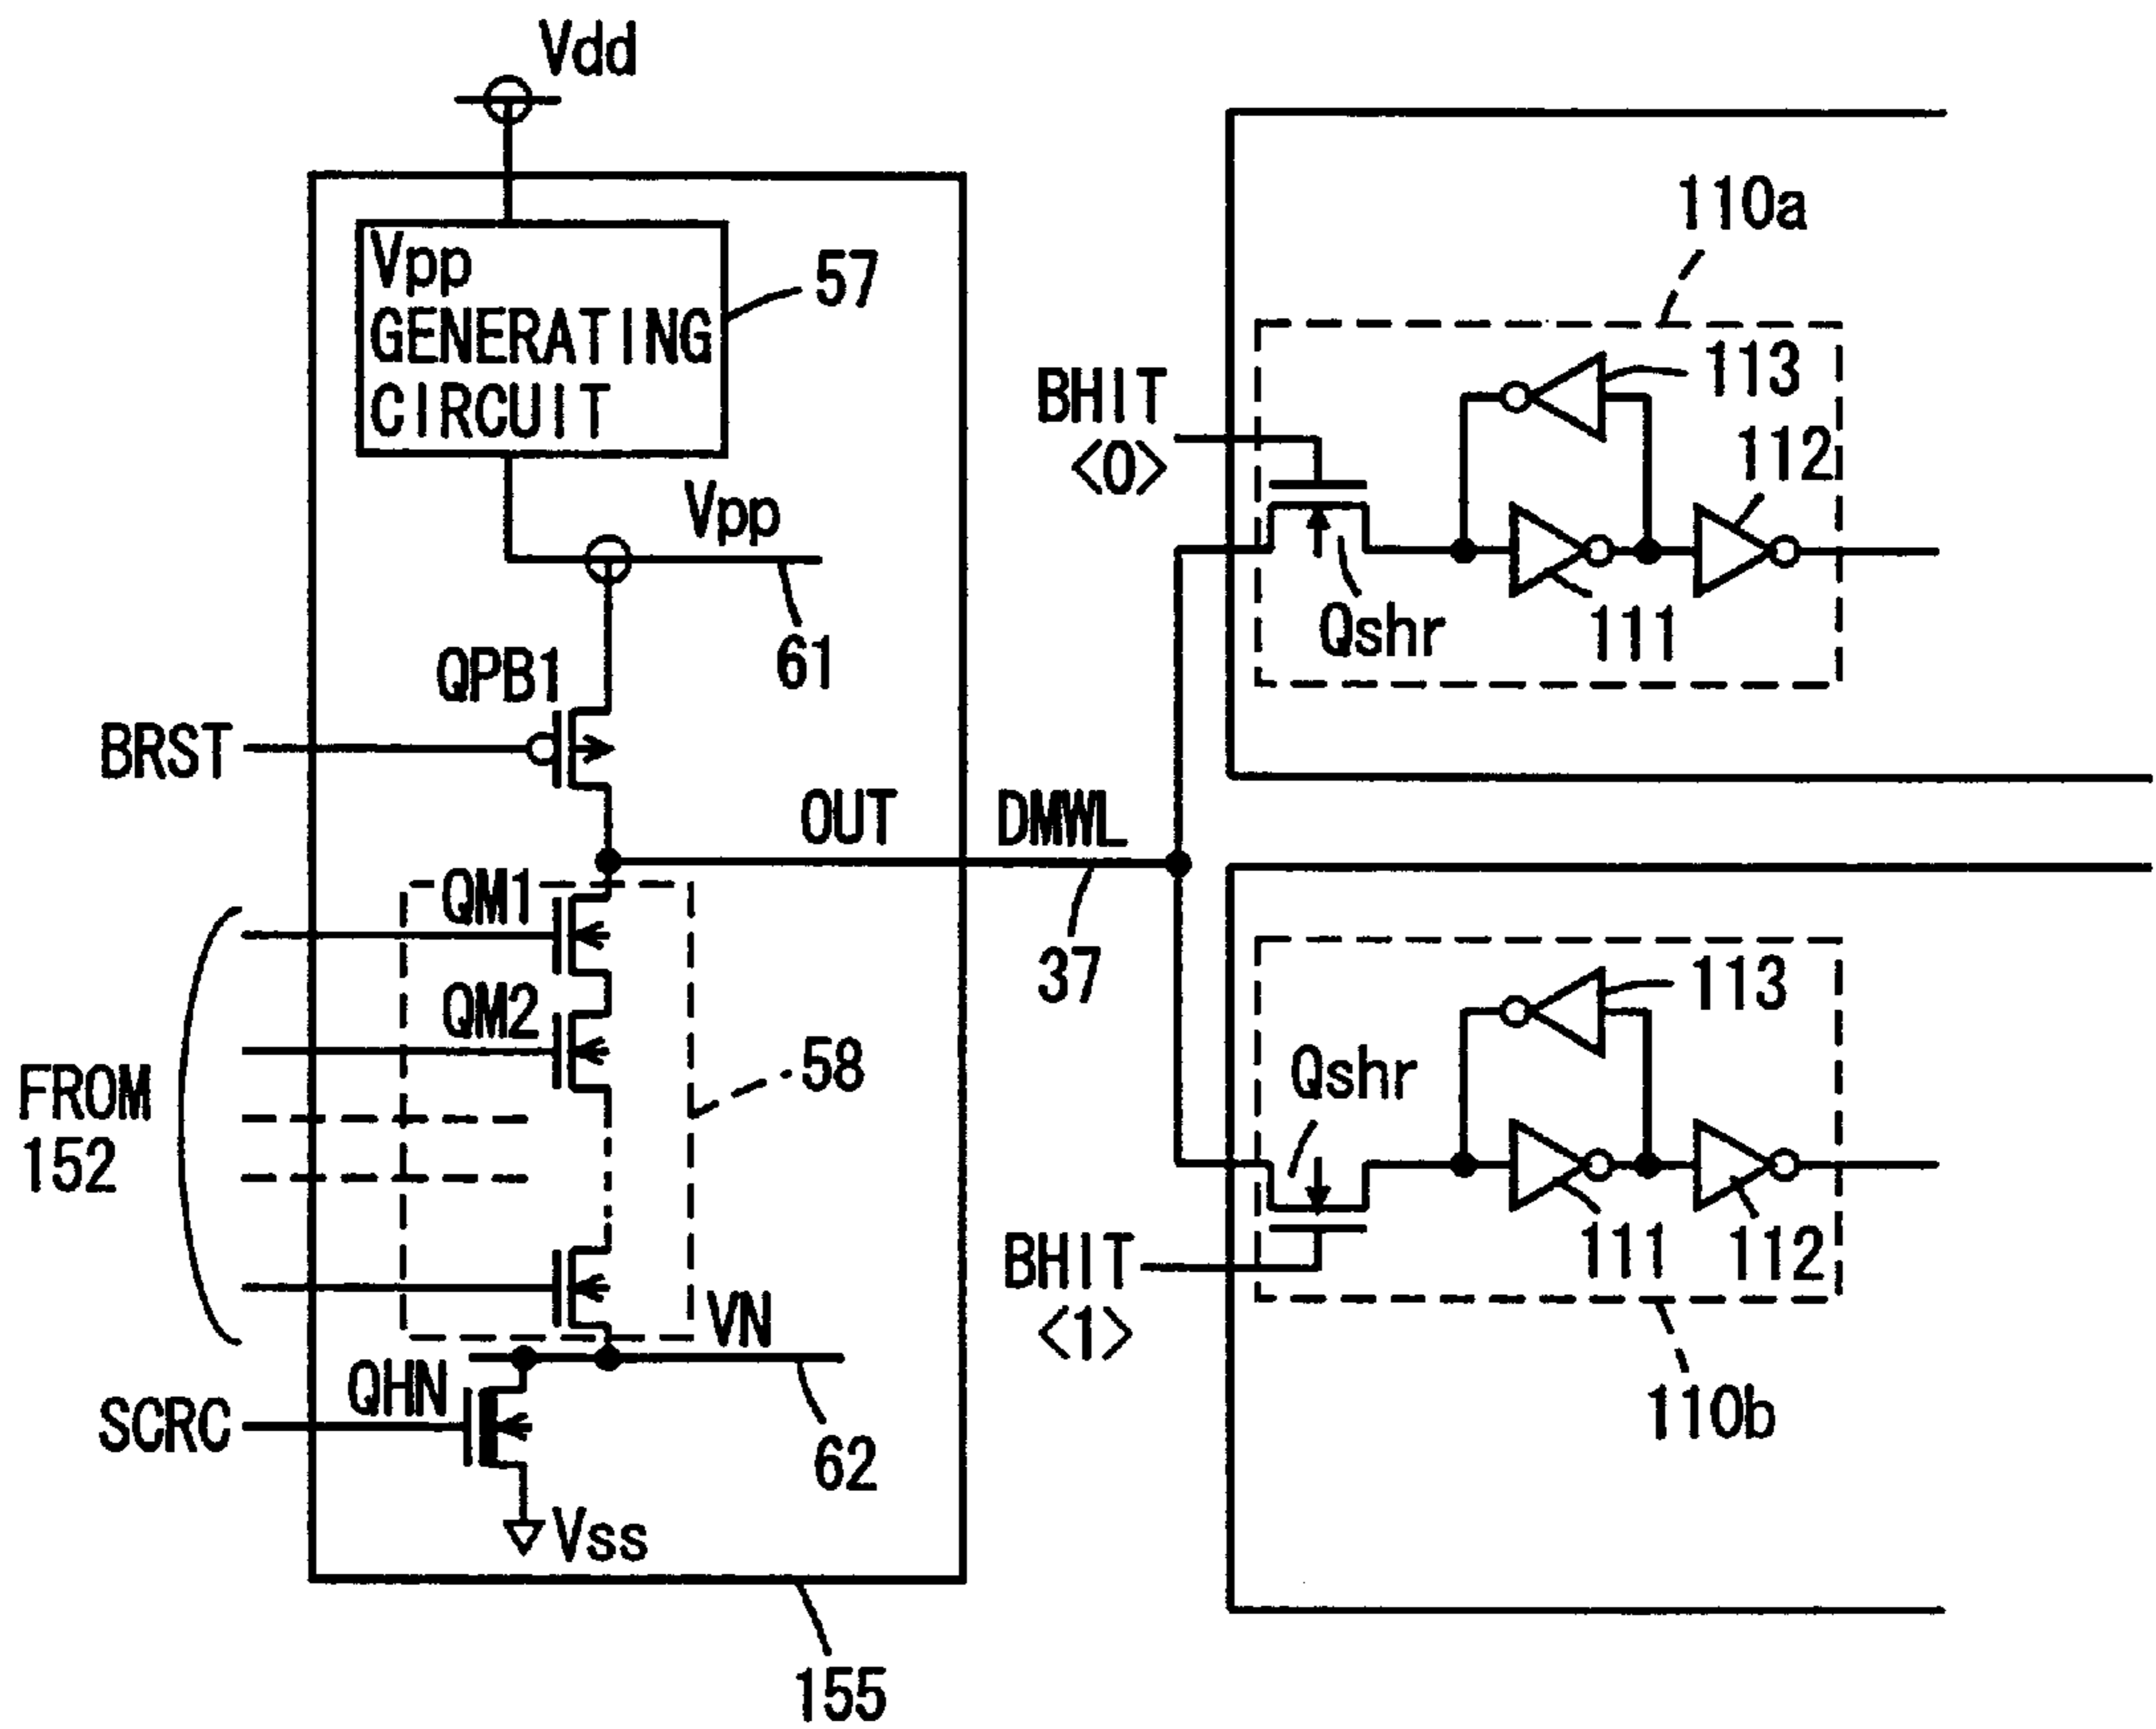 Vdd
Vpp
GENERATING
CIRCUIT
57
Vpp
61
QPB1
BRST
OUT
DMWL
37
QM1
QM2
58
FROM
152
VN
QHN
SCRC
62
Vss
155
110a
BHIT
<0>
113
112
Qshr
111
113
Qshr
BHIT
<1>
111
112
110b